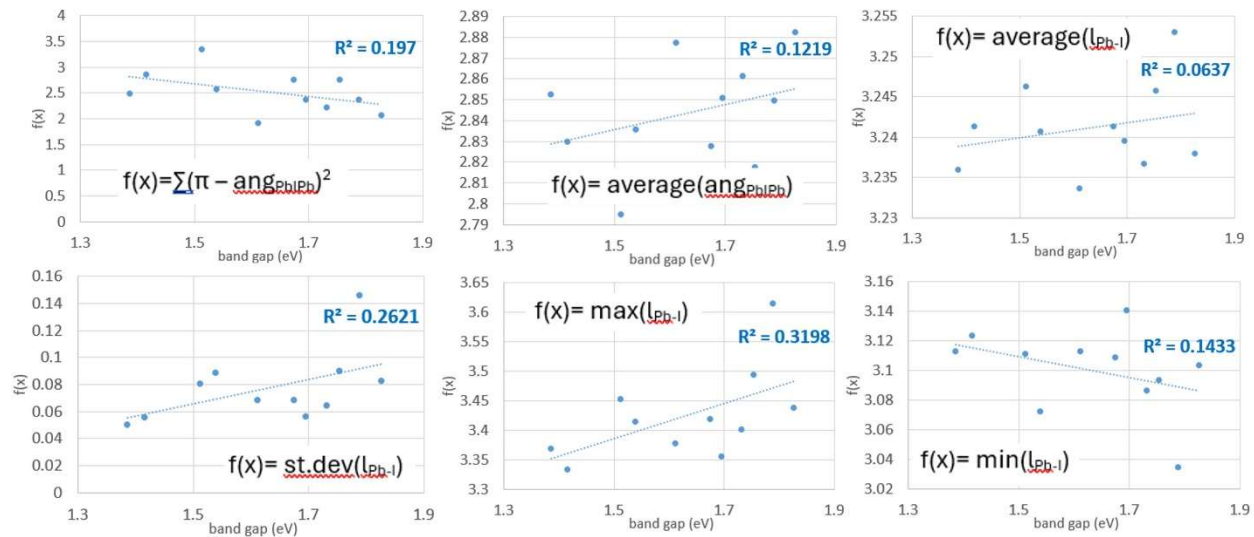 4
3.5
3
2.5
2
1.5
1
0.5
0
f(x)
R² = 0.197
f(x)=∑(π – ang_PbIPb)²
1.3 1.5 1.7 1.9
band gap (eV)
2.89
2.88
2.87
2.86
2.85
2.84
2.83
2.82
2.81
2.8
2.79
f(x)
R² = 0.1219
f(x)= average(ang_PbIPb)
1.3 1.5 1.7 1.9
band gap (eV)
3.255
3.25
3.245
3.24
3.235
3.23
f(x)
f(x)= average(l_Pb-I)
R² = 0.0637
1.3 1.5 1.7 1.9
band gap (eV)
0.16
0.14
0.12
0.1
0.08
0.06
0.04
0.02
0
f(x)
R² = 0.2621
f(x)= st.dev(l_Pb-I)
1.3 1.5 1.7 1.9
band gap (eV)
3.65
3.6
3.55
3.5
3.45
3.4
3.35
3.3
f(x)
f(x)= max(l_Pb-I)
R² = 0.3198
1.3 1.5 1.7 1.9
band gap (eV)
3.16
3.14
3.12
3.1
3.08
3.06
3.04
3.02
f(x)
R² = 0.1433
f(x)= min(l_Pb-I)
1.3 1.5 1.7 1.9
band gap (eV)